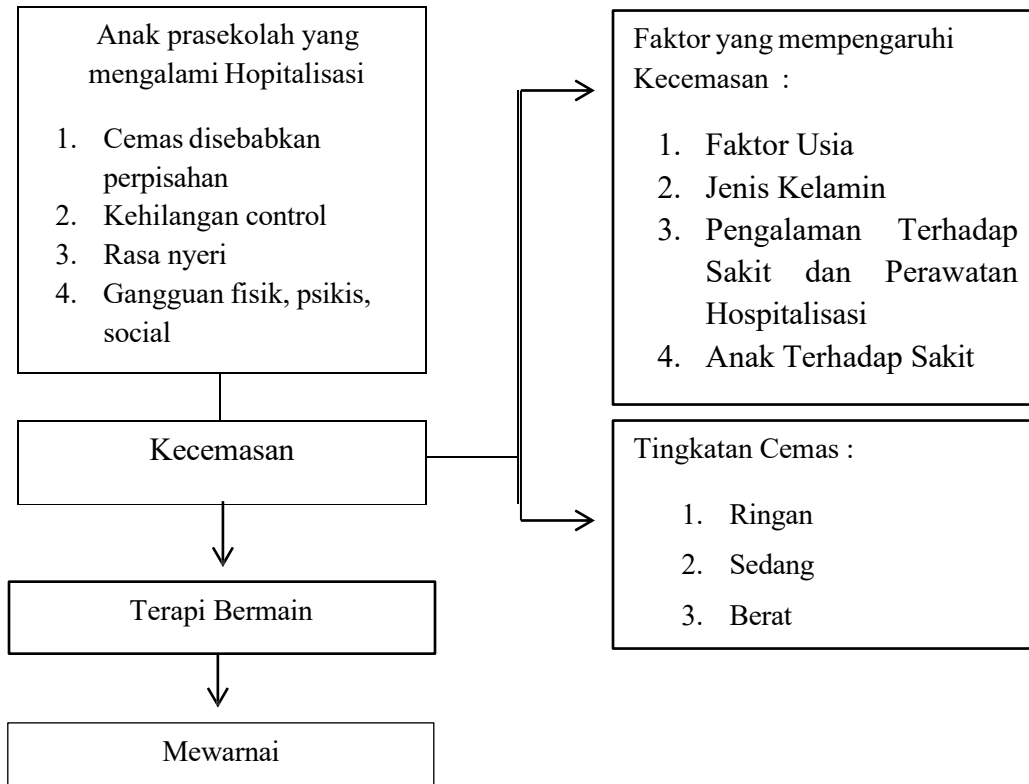 Anak prasekolah yang
mengalami Hopitalisasi
1. Cemas disebabkan
perpisahan
2. Kehilangan control
3. Rasa nyeri
4. Gangguan fisik, psikis,
social
Kecemasan
Terapi Bermain
Mewarnai
Faktor yang mempengaruhi
Kecemasan :
1. Faktor Usia
2. Jenis Kelamin
3. Pengalaman Terhadap
Sakit dan Perawatan
Hospitalisasi
4. Anak Terhadap Sakit
Tingkatan Cemas :
1. Ringan
2. Sedang
3. Berat